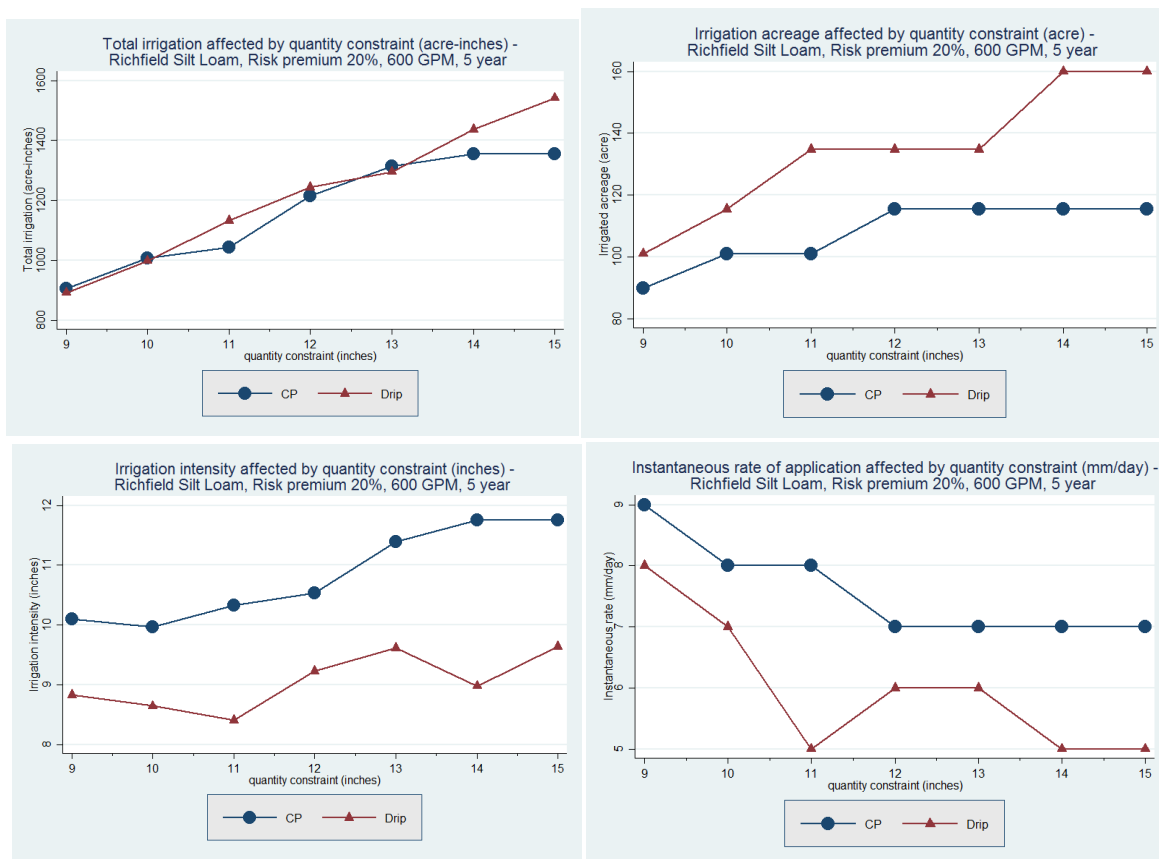 Total irrigation affected by quantity constraint (acre-inches) -
Richfield Silt Loam, Risk premium 20%, 600 GPM, 5 year
Total irrigation (acre-inches)
1600
1400
1200
1000
800
9 10 11 12 13 14 15
quantity constraint (inches)
CP Drip
Irrigation acreage affected by quantity constraint (acre) -
Richfield Silt Loam, Risk premium 20%, 600 GPM, 5 year
Irrigated acreage (acre)
160
140
120
100
80
9 10 11 12 13 14 15
quantity constraint (inches)
CP Drip
Irrigation intensity affected by quantity constraint (inches) -
Richfield Silt Loam, Risk premium 20%, 600 GPM, 5 year
Irrigation intensity (inches)
12
11
10
9
8
9 10 11 12 13 14 15
quantity constraint (inches)
CP Drip
Instantaneous rate of application affected by quantity constraint (mm/day) -
Richfield Silt Loam, Risk premium 20%, 600 GPM, 5 year
Instantaneous rate (mm/day)
9
8
7
6
5
9 10 11 12 13 14 15
quantity constraint (inches)
CP Drip